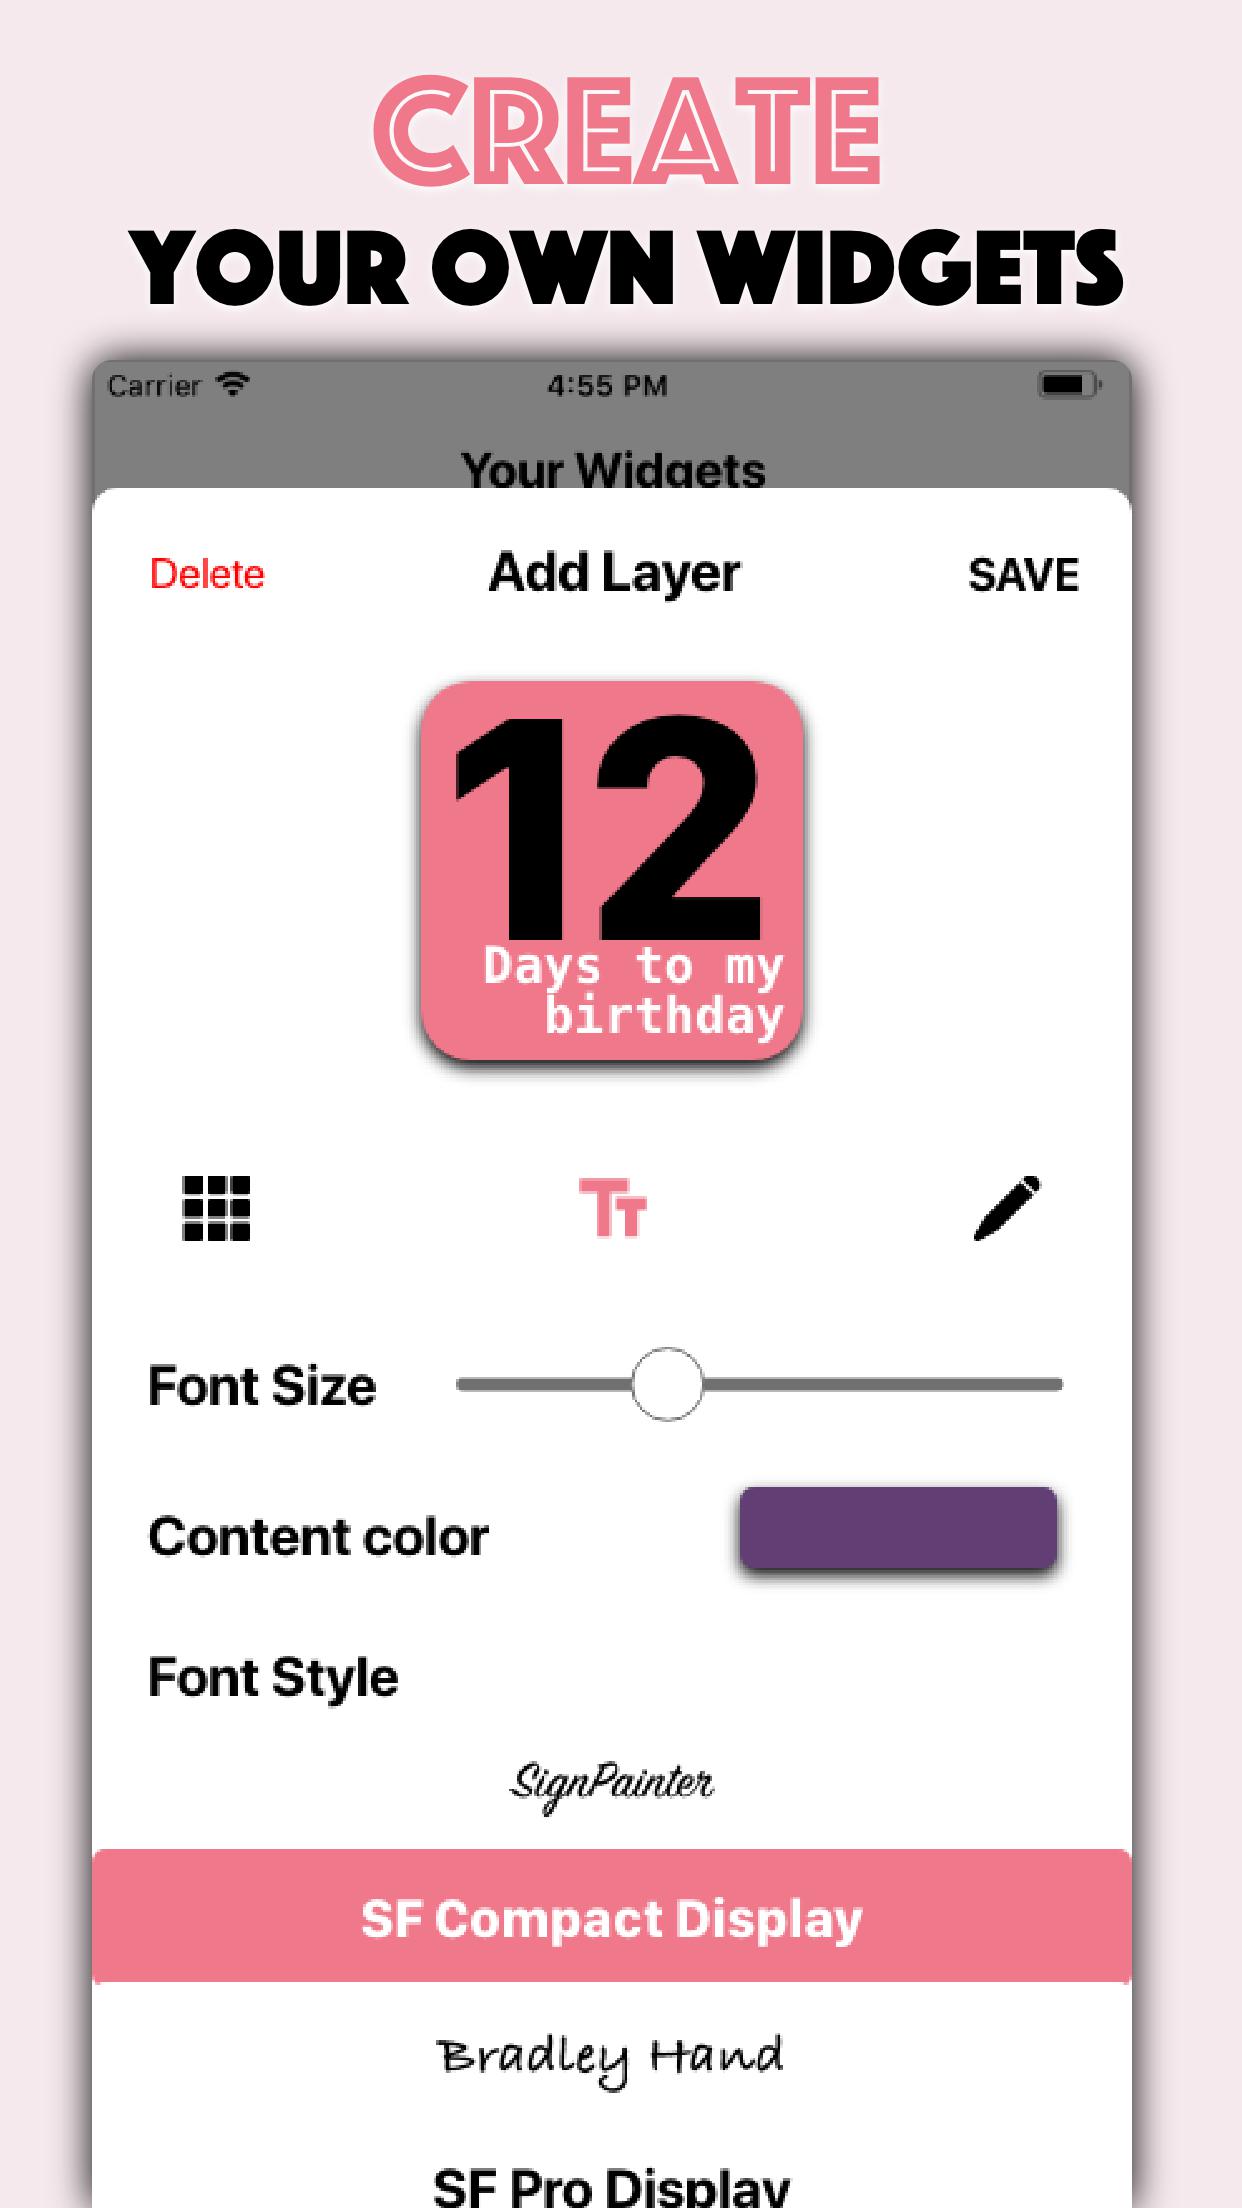 CREATE
YOUR OWN WIDGETS
Carrier 4:55 PM
Your Widgets
Delete Add Layer SAVE
12
Days to my
birthday
Tт
Font Size
Content color
Font Style
SignPainter
SF Compact Display
Bradley Hand
SF Pro Display